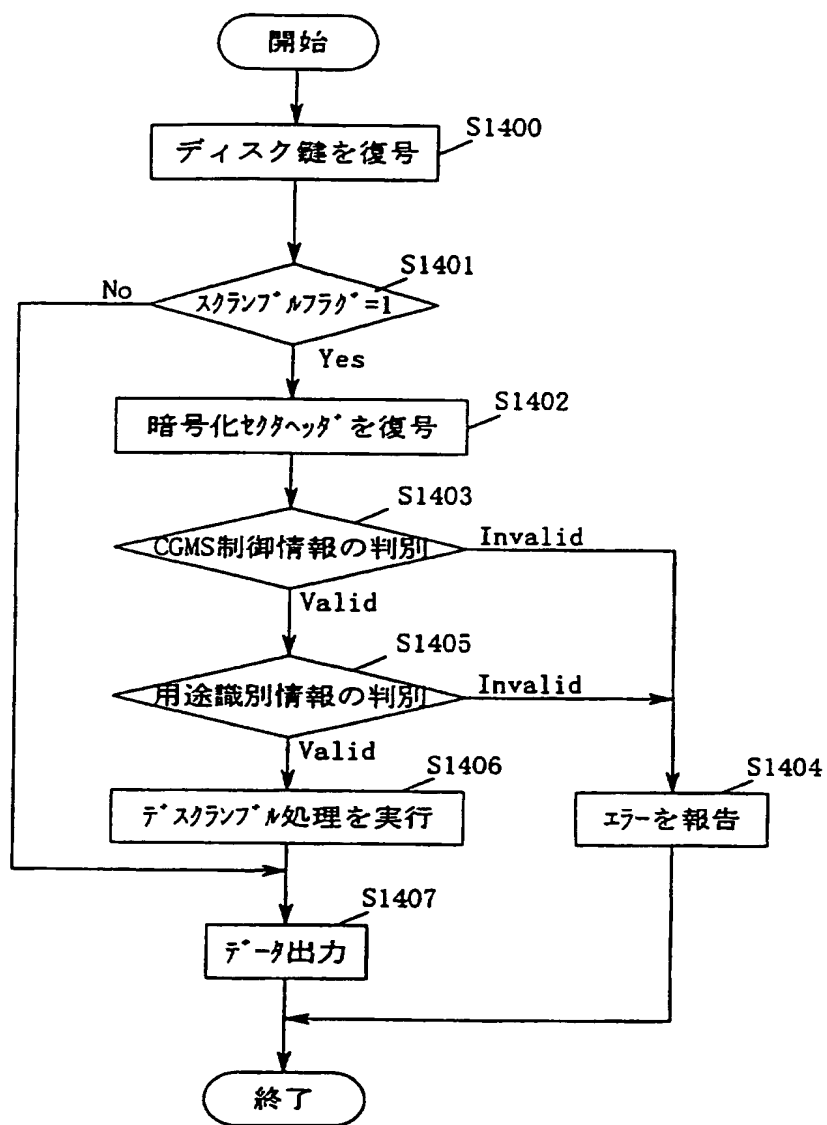 開始
S1400
ディスク鍵を復号
S1401
No
スクランブルフラグ=1
Yes
S1402
暗号化セクタヘッダを復号
S1403
CGMS制御情報の判別
Invalid
Valid
S1405
用途識別情報の判別
Invalid
Valid
S1406
デスクランブル処理を実行
S1404
エラーを報告
S1407
データ出力
終了